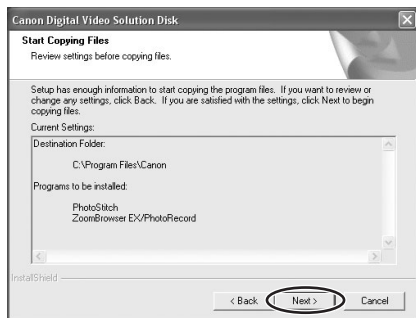 Canon Digital Video Solution Disk
Start Copying Files
Review settings before copying files.
Setup has enough information to start copying the program files. If you want to review or
change any settings, click Back. If you are satisfied with the settings, click Next to begin
copying files.
Current Settings:
Destination Folder:
C:\Program Files\Canon
Programs to be installed:
PhotoStitch
ZoomBrowser EX/PhotoRecord
InstallShield
< Back
Next >
Cancel